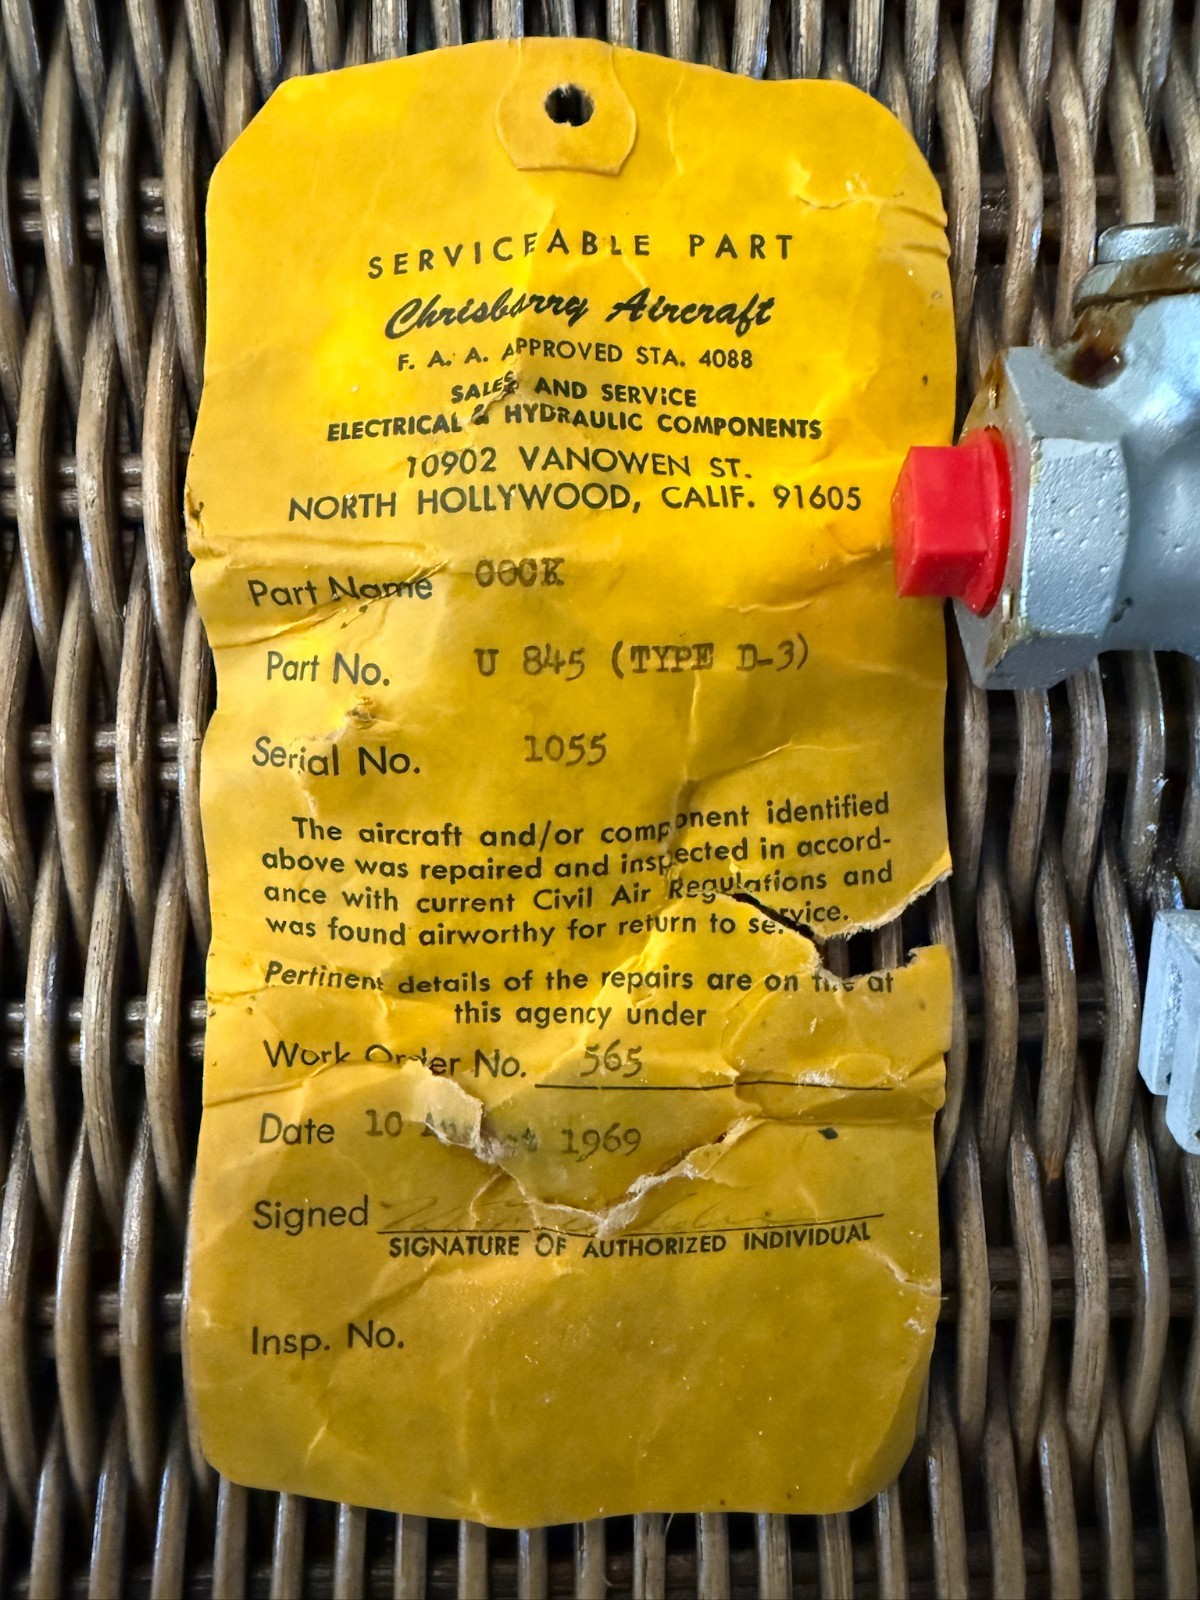 SERVICEABLE PART
Chrisbarry Aircraft
F. A. A. APPROVED STA. 4088
SALES AND SERVICE
ELECTRICAL & HYDRAULIC COMPONENTS
10902 VANOWEN ST.
NORTH HOLLYWOOD, CALIF. 91605
Part Name COCK
Part No. U 845 (TYPE D-3)
Serial No. 1055
The aircraft and/or component identified
above was repaired and inspected in accord-
ance with current Civil Air Regulations and
was found airworthy for return to service.
Pertinent details of the repairs are on file at
this agency under
Work Order No. 565
Date 10 August 1969
Signed
SIGNATURE OF AUTHORIZED INDIVIDUAL
Insp. No.